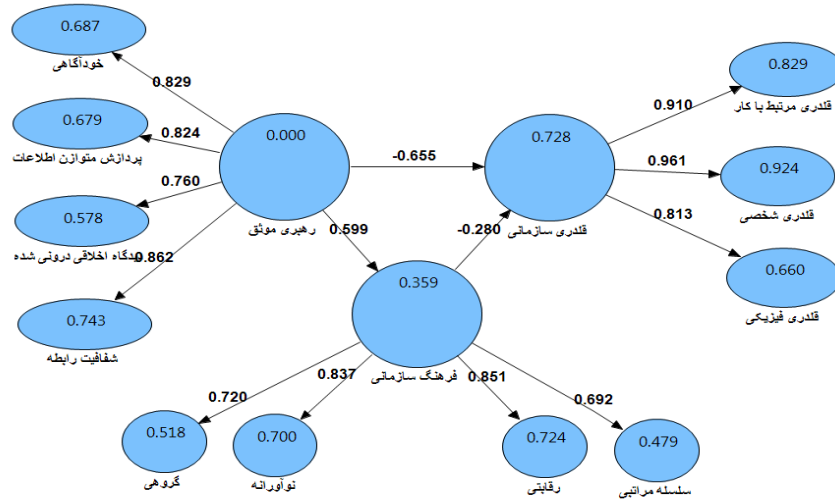 0.687
خودآگاهی
0.829
0.679
پردازش متوازن اطلاعات
0.824
0.578
یدگاه اخلاقی درونی شده
0.760
0.743
شفافیت رابطه
0.862
0.000
رهبری موثق
-0.655
0.599
0.728
قلدری سازمانی
-0.280
0.359
فرهنگ سازمانی
0.910
0.829
قلدری مرتبط با کار
0.961
0.924
قلدری شخصی
0.813
0.660
قلدری فیزیکی
0.720
0.518
گروهی
0.837
0.700
نوآورانه
0.851
0.724
رقابتی
0.692
0.479
سلسله مراتبی